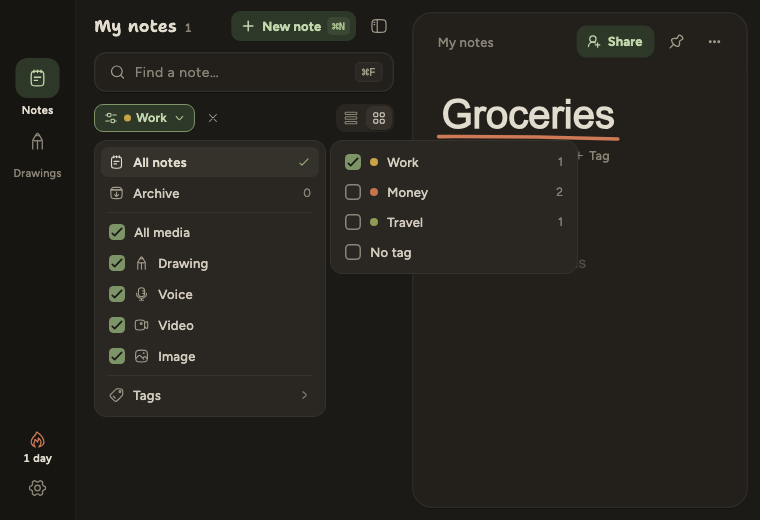 My notes 1
New note ⌘N
Find a note... ⌘F
Work
All notes
Archive 0
All media
Drawing
Voice
Video
Image
Tags
Work 1
Money 2
Travel 1
No tag
Notes
Drawings
1 day
My notes
Share
Groceries
+ Tag